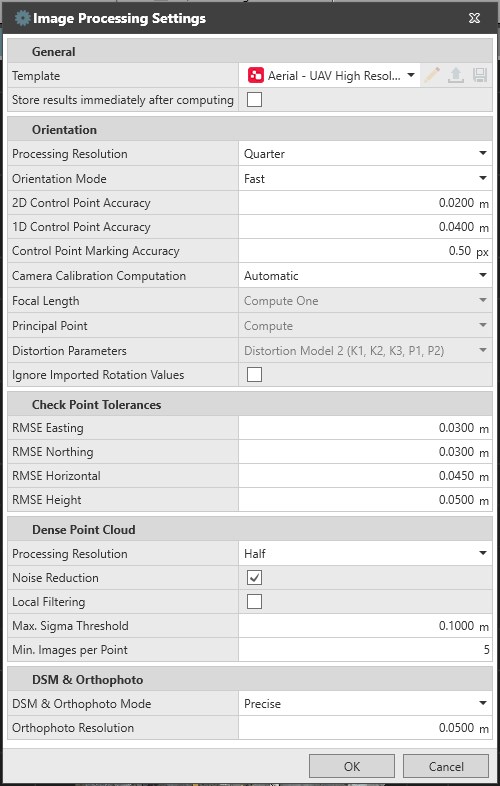 Image Processing Settings
General
Template Aerial - UAV High Resol...
Store results immediately after computing
Orientation
Processing Resolution Quarter
Orientation Mode Fast
2D Control Point Accuracy 0.0200 m
1D Control Point Accuracy 0.0400 m
Control Point Marking Accuracy 0.50 px
Camera Calibration Computation Automatic
Focal Length Compute One
Principal Point Compute
Distortion Parameters Distortion Model 2 (K1, K2, K3, P1, P2)
Ignore Imported Rotation Values
Check Point Tolerances
RMSE Easting 0.0300 m
RMSE Northing 0.0300 m
RMSE Horizontal 0.0450 m
RMSE Height 0.0500 m
Dense Point Cloud
Processing Resolution Half
Noise Reduction
Local Filtering
Max. Sigma Threshold 0.1000 m
Min. Images per Point 5
DSM & Orthophoto
DSM & Orthophoto Mode Precise
Orthophoto Resolution 0.0500 m
OK Cancel